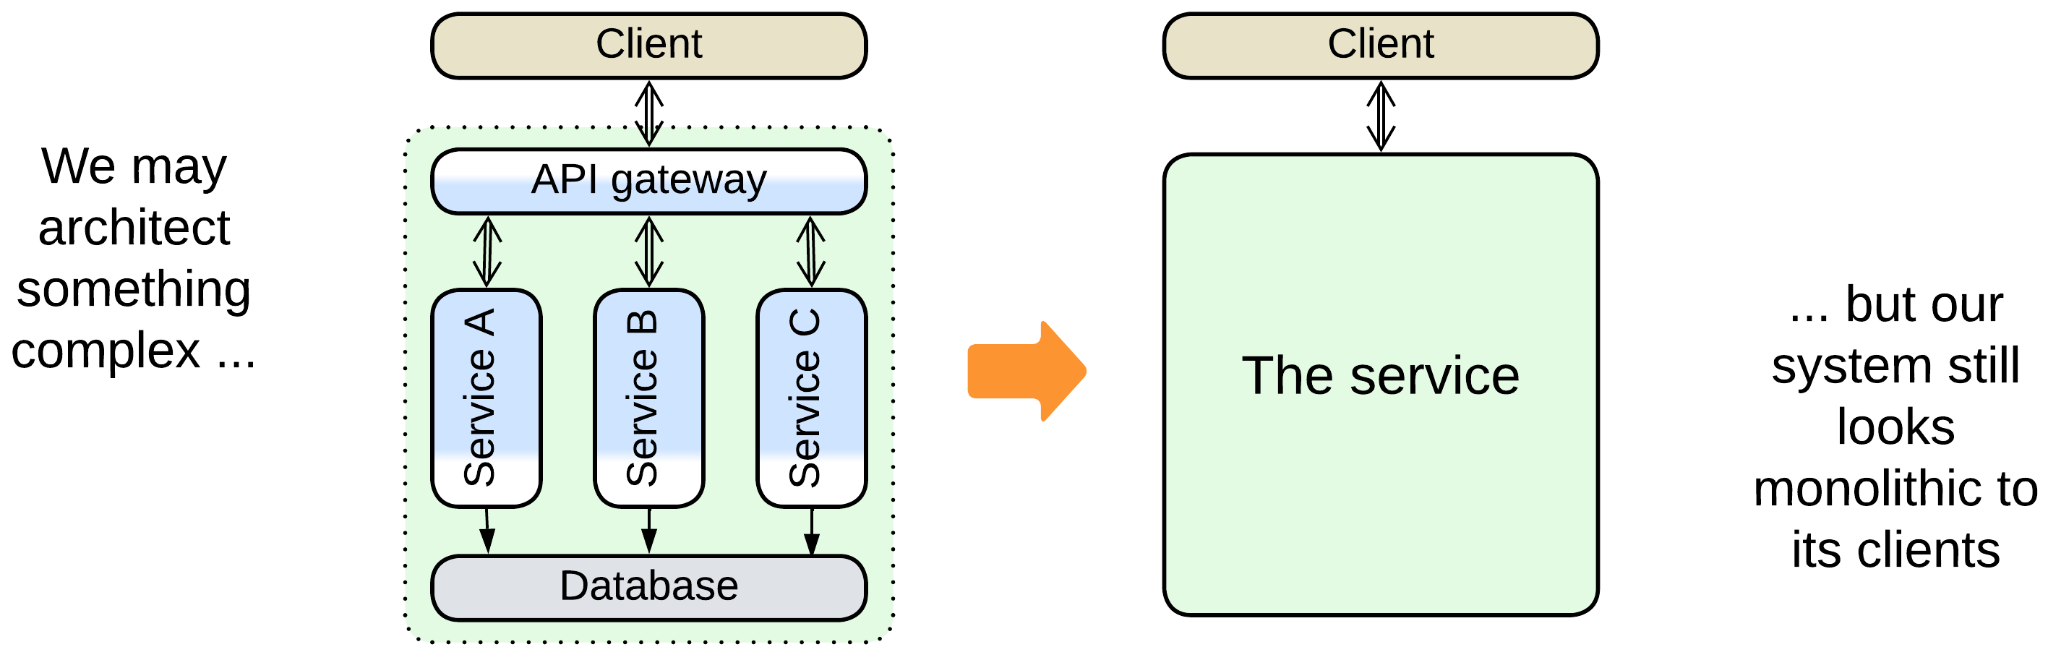 We may
architect
something
complex ...
Client
API gateway
Service A
Service B
Service C
Database
Client
The service
... but our
system still
looks
monolithic to
its clients